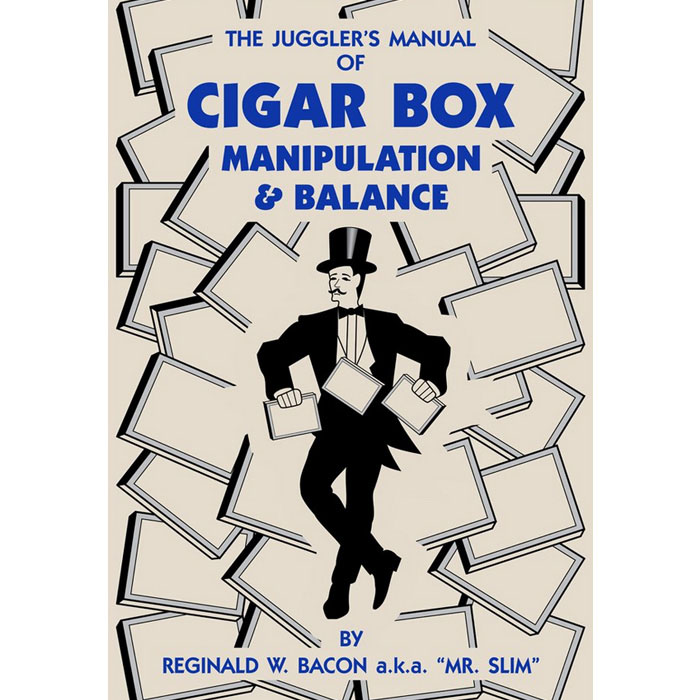 THE JUGGLER'S MANUAL
OF
CIGAR BOX
MANIPULATION
& BALANCE
BY
REGINALD W. BACON a.k.a. “MR. SLIM”